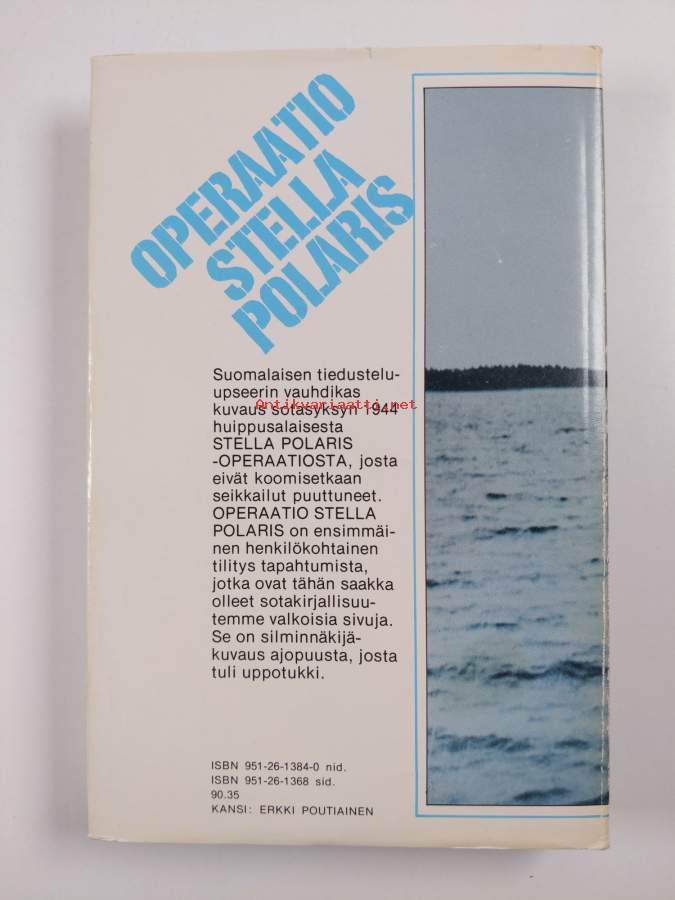 OPERAATIO
STELLA
POLARIS
Suomalaisen tiedustelu-
upseerin vauhdikas
kuvaus sotasyksyn 1944
Antikvariaatti.net
huippusalaisesta
STELLA POLARIS
-OPERAATIOSTA, josta
eivät koomisetkaan
seikkailut puuttuneet.
OPERAATIO STELLA
POLARIS on ensimmäi-
nen henkilökohtainen
tilitys tapahtumista,
jotka ovat tähän saakka
olleet sotakirjallisuu-
temme valkoisia sivuja.
Se on silminnäkijä-
kuvaus ajopuusta, josta
tuli uppotukki.
ISBN 951-26-1384-0 nid.
ISBN 951-26-1368 sid.
90.35
KANSI: ERKKI POUTIAINEN